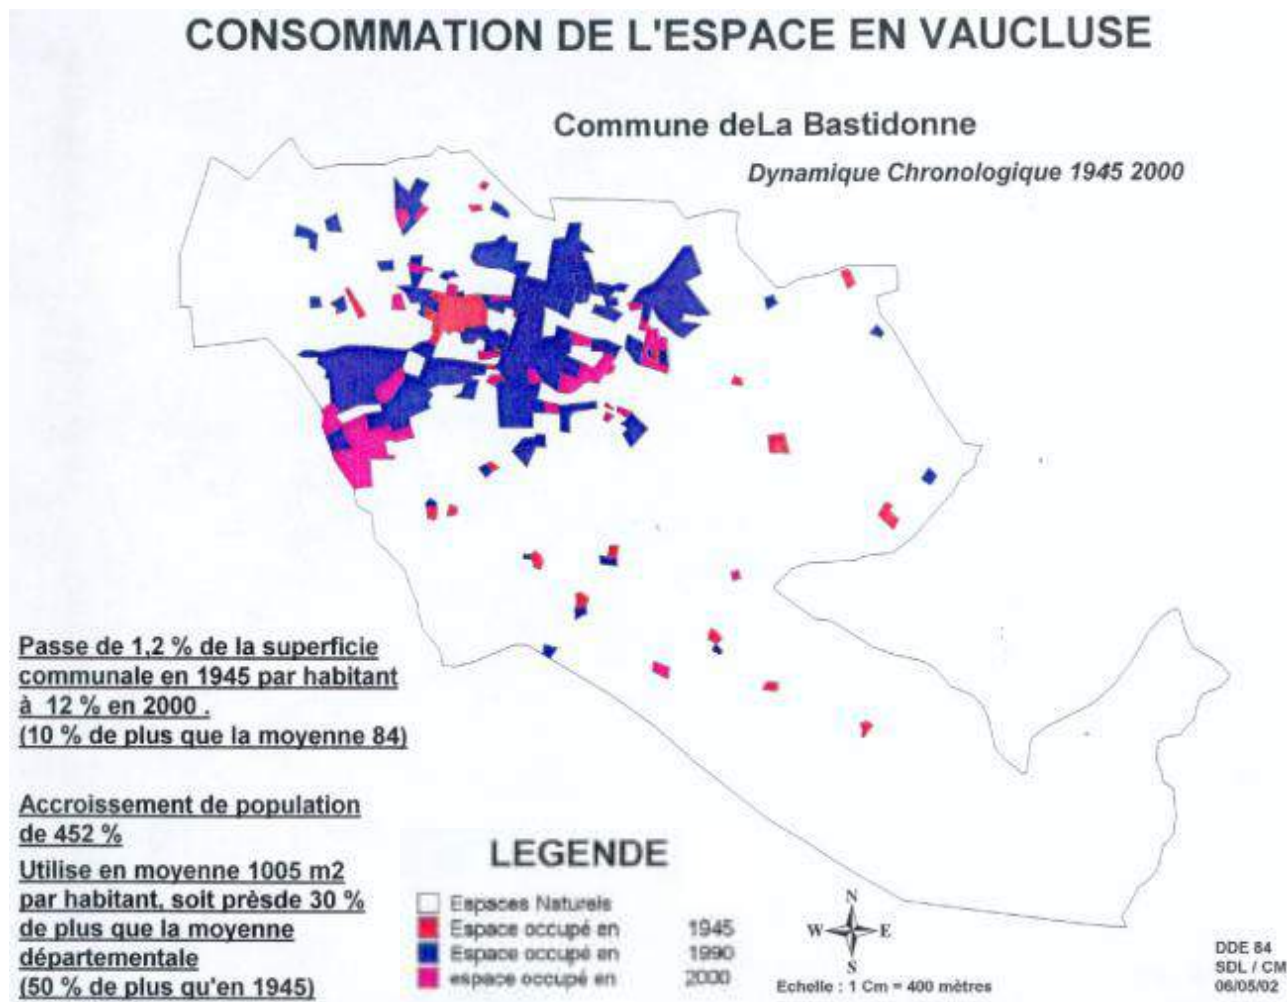 CONSOMMATION DE L'ESPACE EN VAUCLUSE
Commune deLa Bastidonne
Dynamique Chronologique 1945 2000
Passe de 1,2 % de la superficie
communale en 1945 par habitant
à 12 % en 2000 .
(10 % de plus que la moyenne 84)
Accroissement de population
de 452 %
Utilise en moyenne 1005 m2
par habitant, soit prèsde 30 %
de plus que la moyenne
départementale
(50 % de plus qu'en 1945)
LEGENDE
Espaces Naturels
Espace occupé en 1945
Espace occupé en 1990
espace occupé en 2000
N
W E
S
Echelle : 1 Cm = 400 mètres
DDE 84
SDL / CM
06/05/02